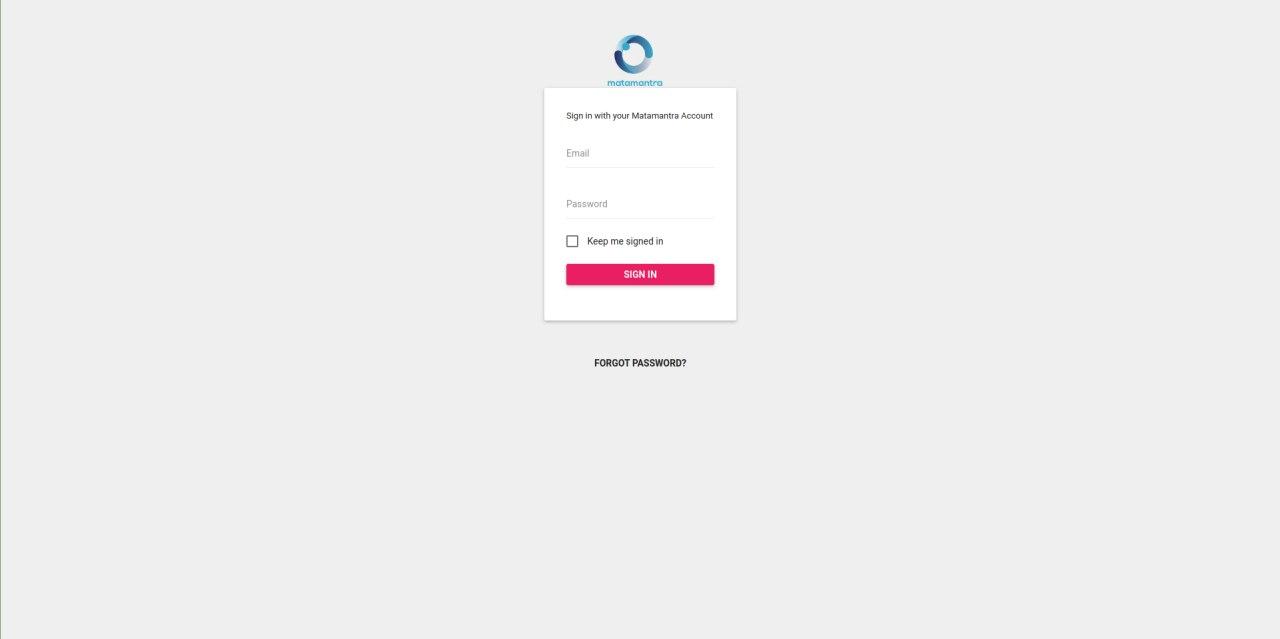 matamantra
Sign in with your Matamantra Account
Email
Password
Keep me signed in
SIGN IN
FORGOT PASSWORD?